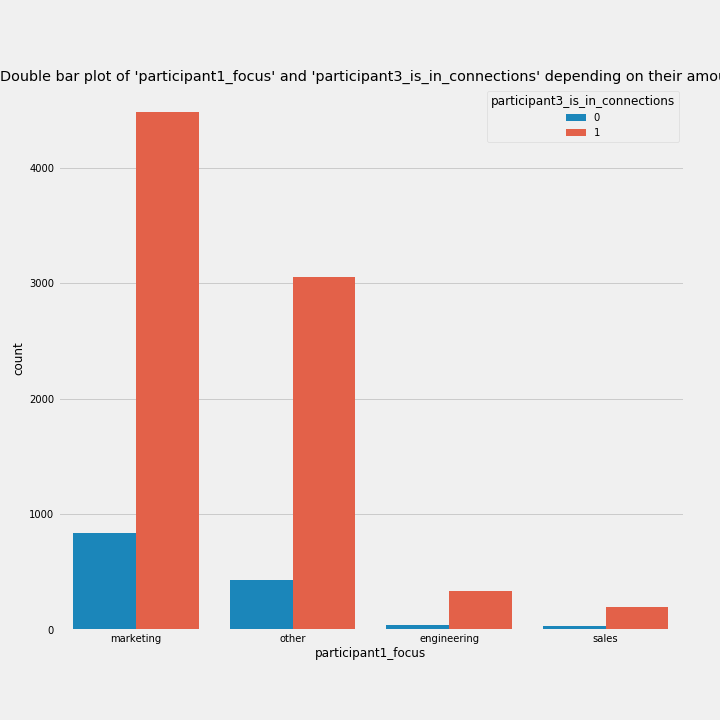 Double bar plot of 'participant1_focus' and 'participant3_is_in_connections' depending on their
participant3_is_in_connections
0
1
4000
3000
2000
1000
0
count
marketing other engineering sales
participant1_focus